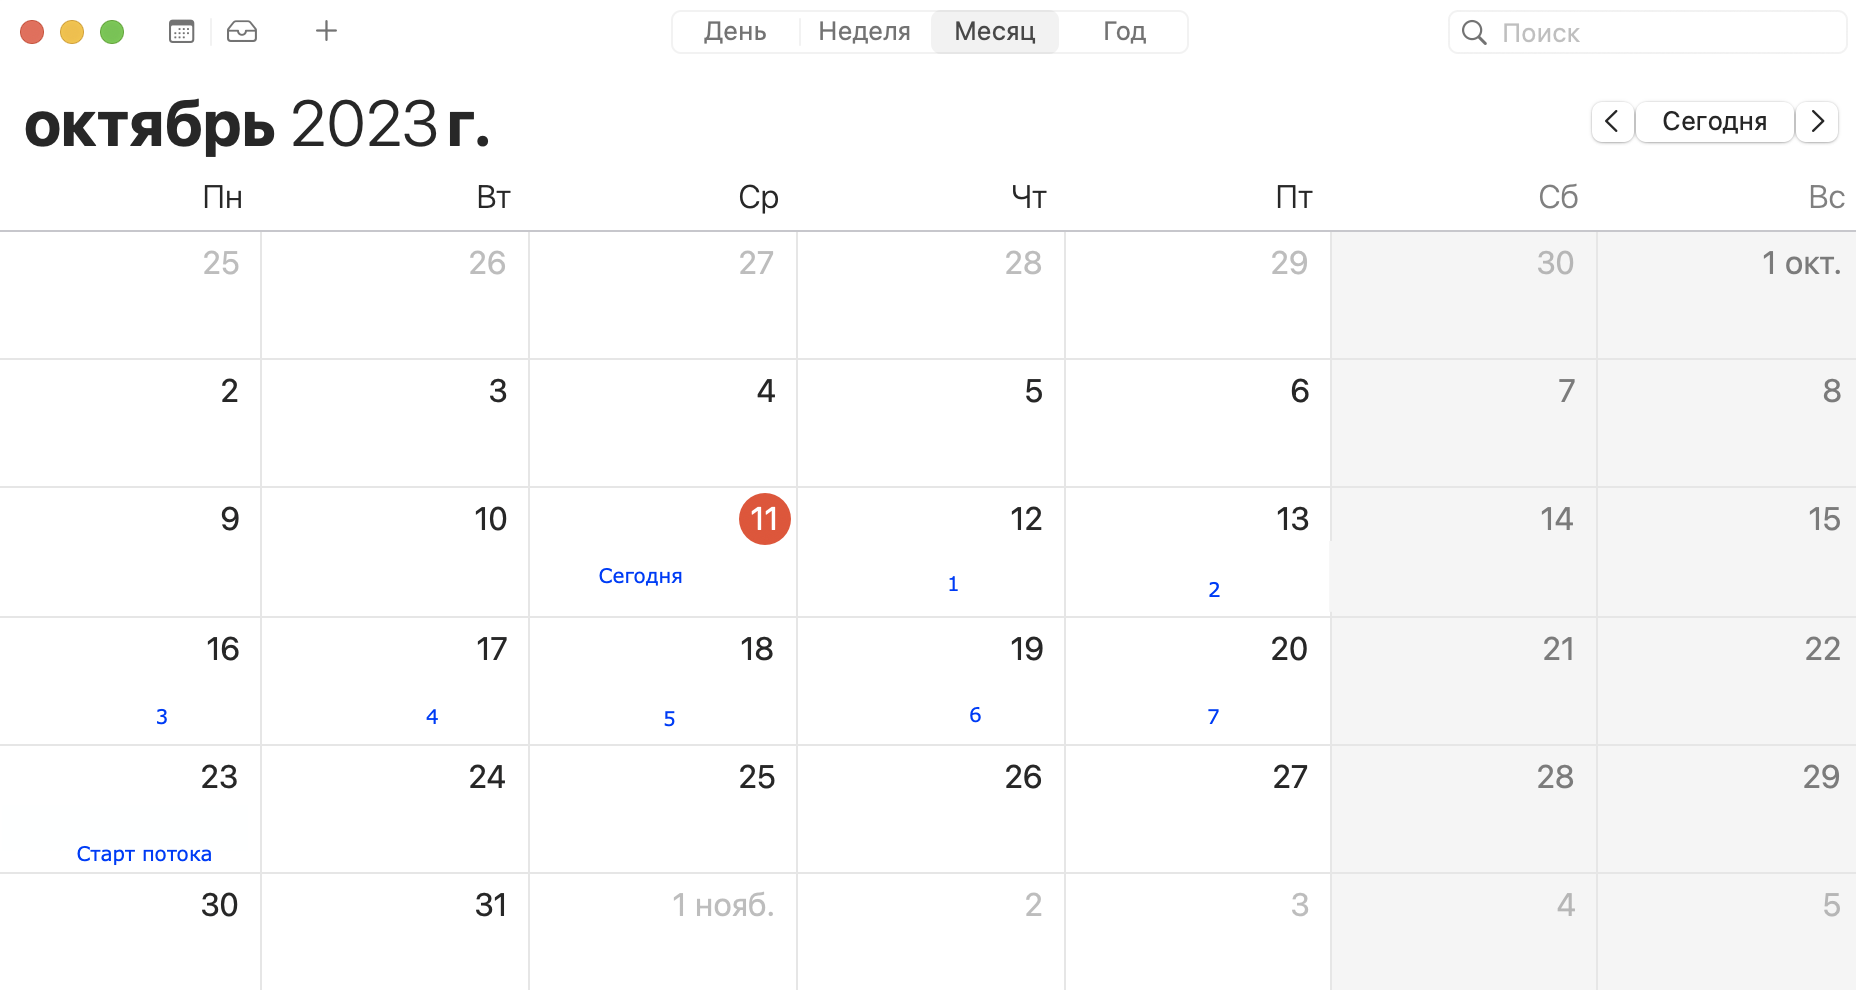 День Неделя Месяц Год Поиск
октябрь 2023 г. Сегодня
Пн Вт Ср Чт Пт Сб Вс
25 26 27 28 29 30 1 окт.
2 3 4 5 6 7 8
9 10 11 12 13 14 15
Сегодня 1 2
16 17 18 19 20 21 22
3 4 5 6 7
23 24 25 26 27 28 29
Старт потока
30 31 1 нояб. 2 3 4 5